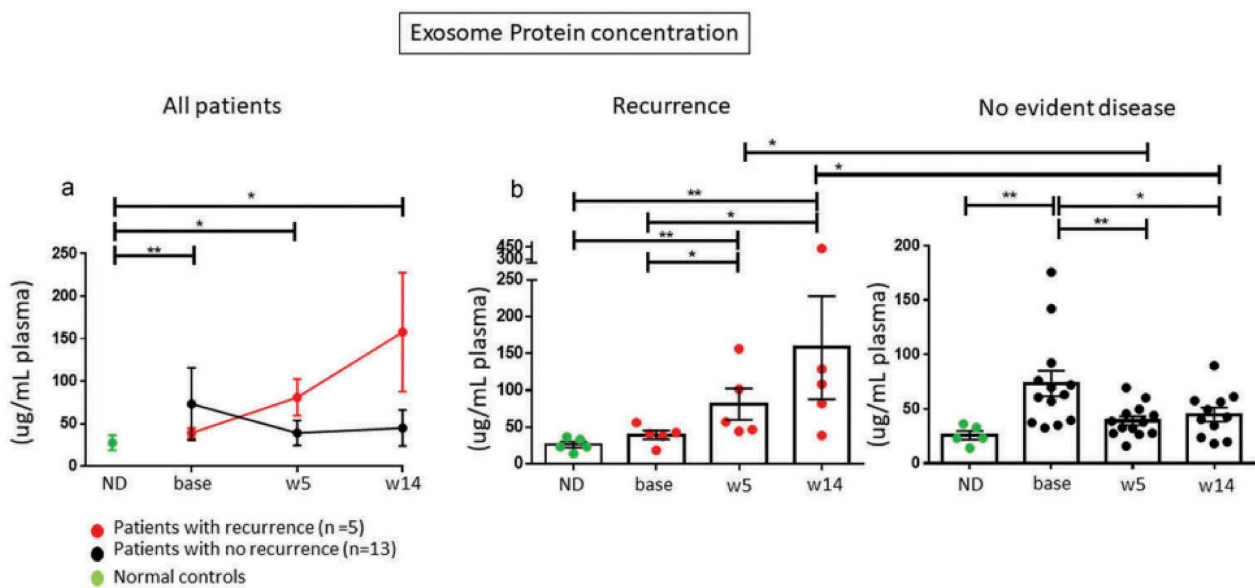 Exosome Protein concentration
All patients
Recurrence
No evident disease
a
*
*
**
(ug/mL plasma)
250
200
150
100
50
0
ND base w5 w14
Patients with recurrence (n =5)
Patients with no recurrence (n=13)
Normal controls
b
*
*
**
*
**
*
(ug/mL plasma)
450
300
250
200
150
100
50
0
ND base w5 w14
**
*
**
(ug/mL plasma)
200
150
100
50
0
ND base w5 w14